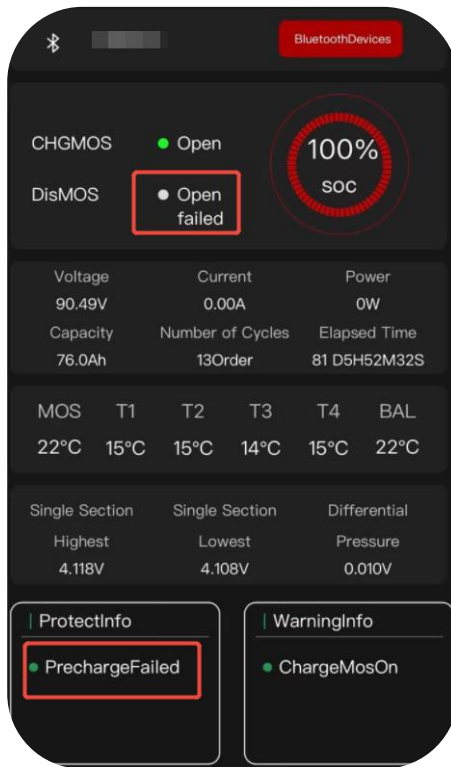 BluetoothDevices
CHGMOS Open
100%
SOC
DisMOS Open
failed
Voltage Current Power
90.49V 0.00A 0W
Capacity Number of Cycles Elapsed Time
76.0Ah 13Order 81 D5H52M32S
MOS T1 T2 T3 T4 BAL
22°C 15°C 15°C 14°C 15°C 22°C
Single Section Single Section Differential
Highest Lowest Pressure
4.118V 4.108V 0.010V
ProtectInfo WarningInfo
PrechargeFailed ChargeMosOn